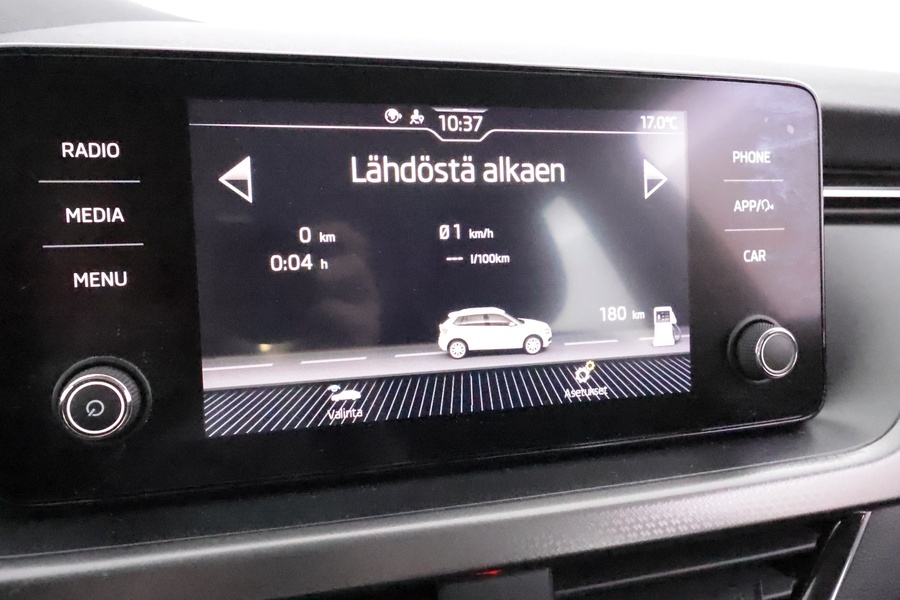 RADIO
MEDIA
MENU
10:37
17.0°C
Lähdöstä alkaen
0 km
0:04 h
Ø 1 km/h
--- l/100km
180 km
Valinta
Asetukset
PHONE
APP/
CAR